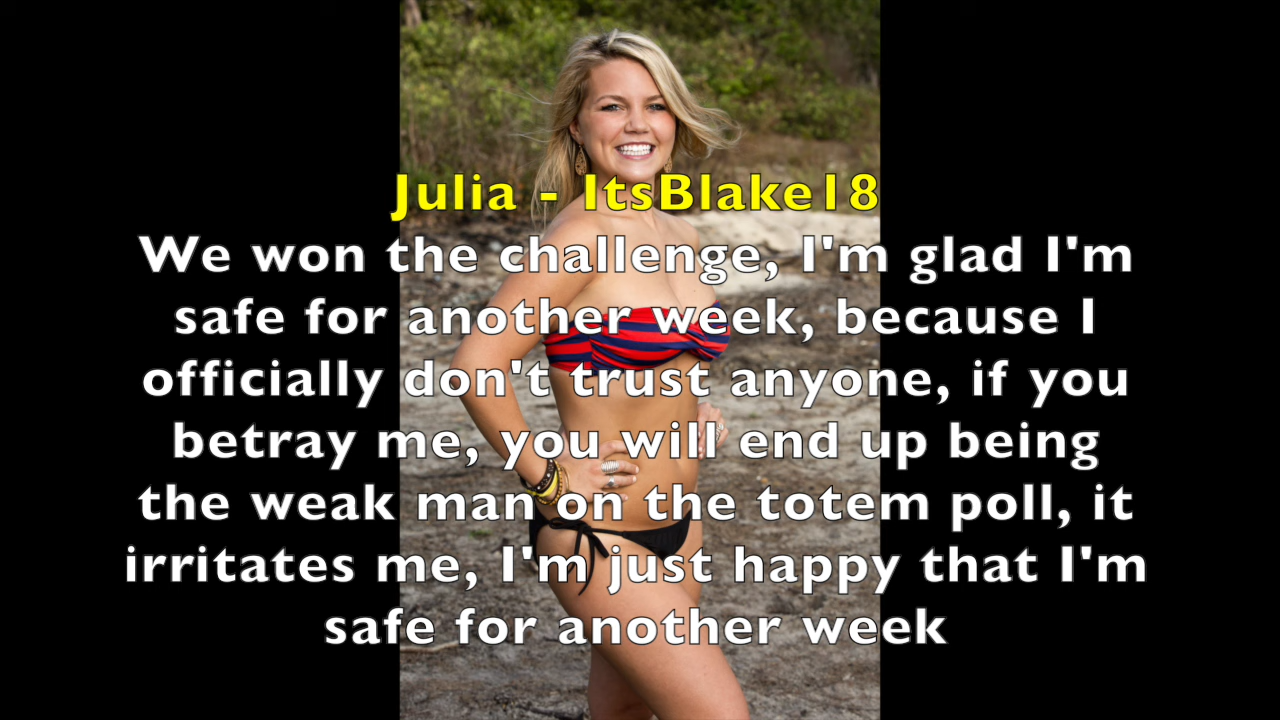 Julia - ItsBlake18
We won the challenge, I'm glad I'm
safe for another week, because I
officially don't trust anyone, if you
betray me, you will end up being
the weak man on the totem poll, it
irritates me, I'm just happy that I'm
safe for another week